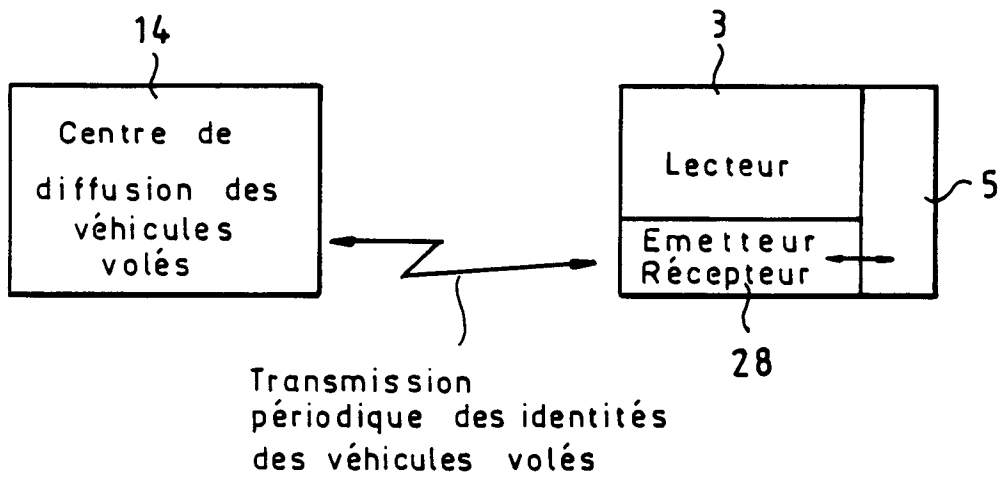 14
Centre de
diffusion des
véhicules
volés
3
Lecteur
Emetteur
Récepteur
5
28
Transmission
périodique des identités
des véhicules volés